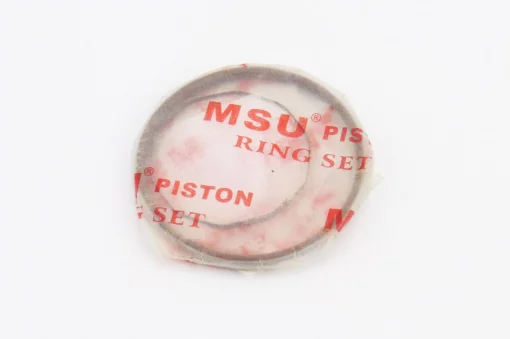 MSU® PIS
RING SET
® PISTON
G SET
M